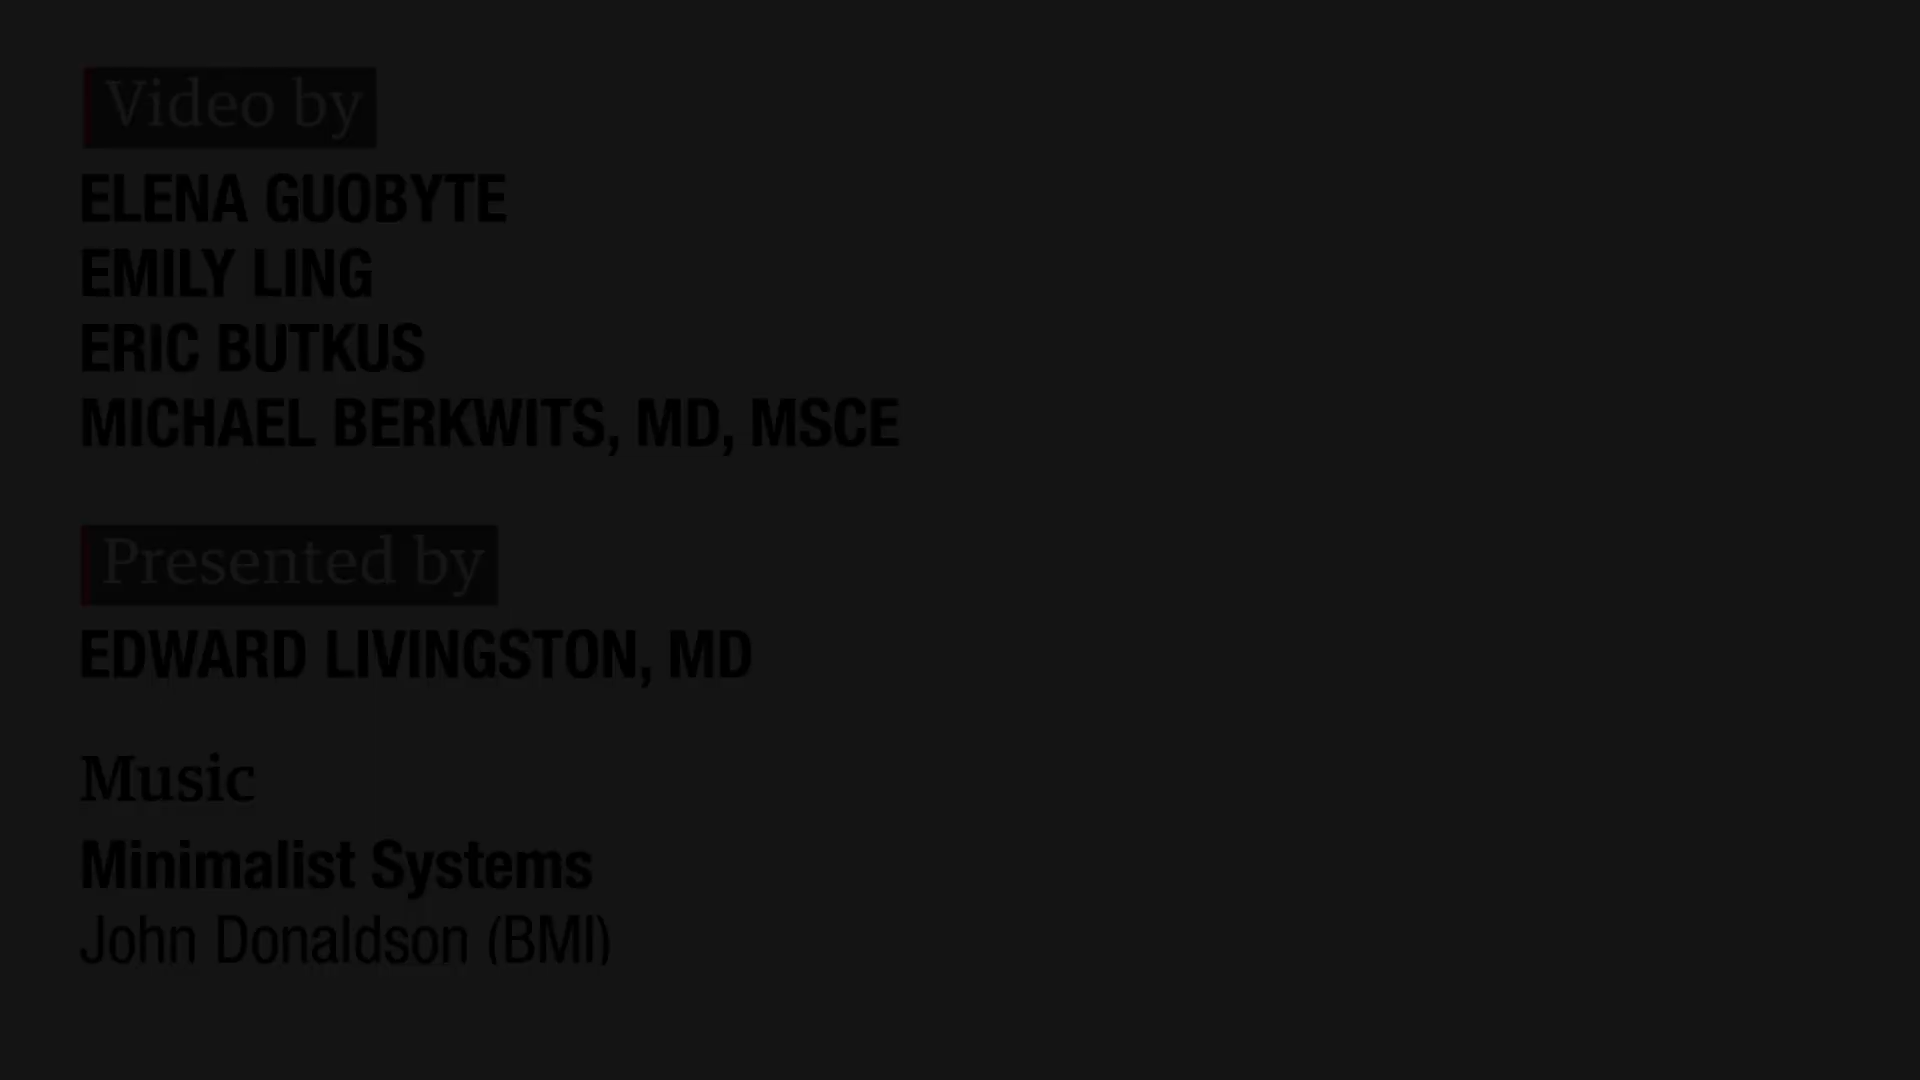 Video by
ELENA GUOBYTE
EMILY LING
ERIC BUTKUS
MICHAEL BERKWITS, MD, MSCE
Presented by
EDWARD LIVINGSTON, MD
Music
Minimalist Systems
John Donaldson (BMI)